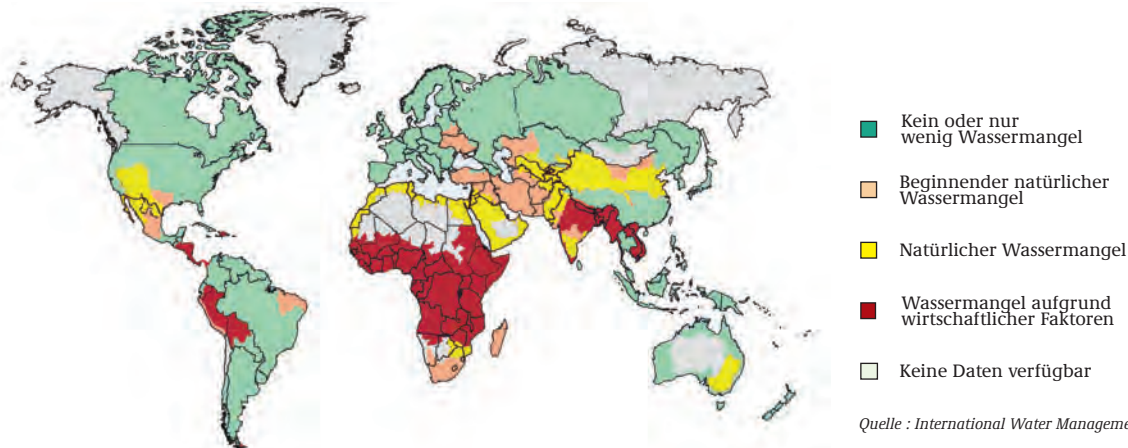 Kein oder nur
wenig Wassermangel
Beginnender natürlicher
Wassermangel
Natürlicher Wassermangel
Wassermangel aufgrund
wirtschaftlicher Faktoren
Keine Daten verfügbar
Quelle : International Water